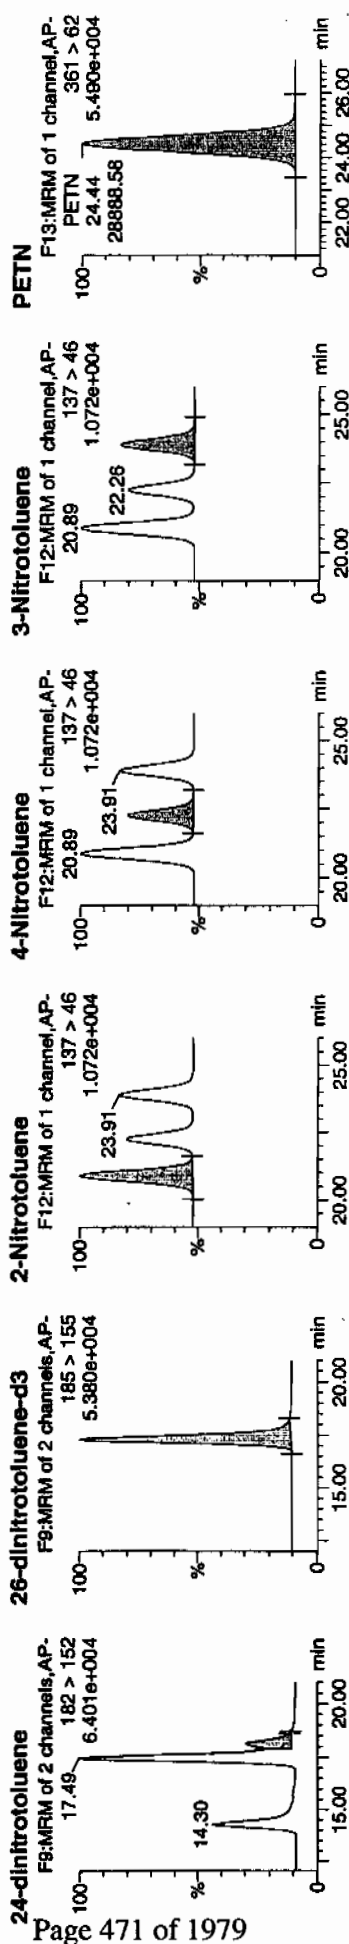 24-dinitrotoluene
F9:MRM of 2 channels,AP-
182 > 152
6.401e+004
17.49
14.30
100
%
0
15.00
20.00
min
26-dinitrotoluene-d3
F9:MRM of 2 channels,AP-
185 > 155
5.380e+004
100
%
0
15.00
20.00
min
2-Nitrotoluene
F12:MRM of 1 channel,AP-
137 > 46
1.072e+004
23.91
100
%
0
20.00
25.00
min
4-Nitrotoluene
F12:MRM of 1 channel,AP-
137 > 46
1.072e+004
20.89
23.91
100
%
0
20.00
25.00
min
3-Nitrotoluene
F12:MRM of 1 channel,AP-
137 > 46
1.072e+004
20.89
22.26
100
%
0
20.00
25.00
min
PETN
F13:MRM of 1 channel,AP-
361 > 62
5.490e+004
PETN
24.44
28888.58
100
%
0
22.00
24.00
26.00
min
Page 471 of 1979